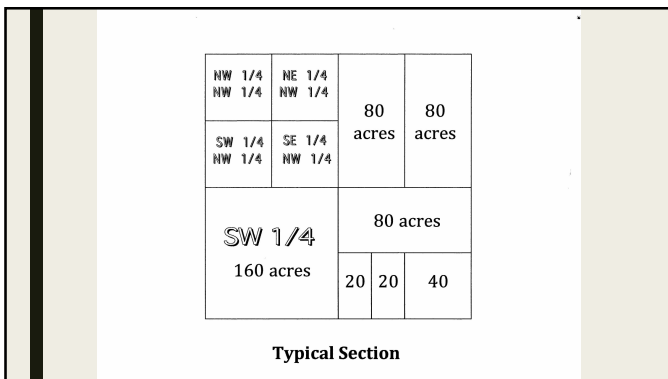 NW 1/4
NW 1/4
NE 1/4
NW 1/4
80
acres
80
acres
SW 1/4
NW 1/4
SE 1/4
NW 1/4
SW 1/4
160 acres
80 acres
20
20
40
Typical Section